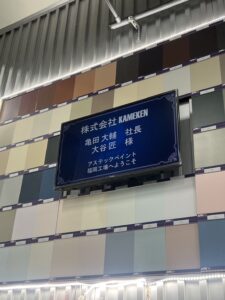 株式会社 KAMEKEN
亀田 大輔 社長
大谷 匠 様
アステックペイント
福岡工場へようこそ